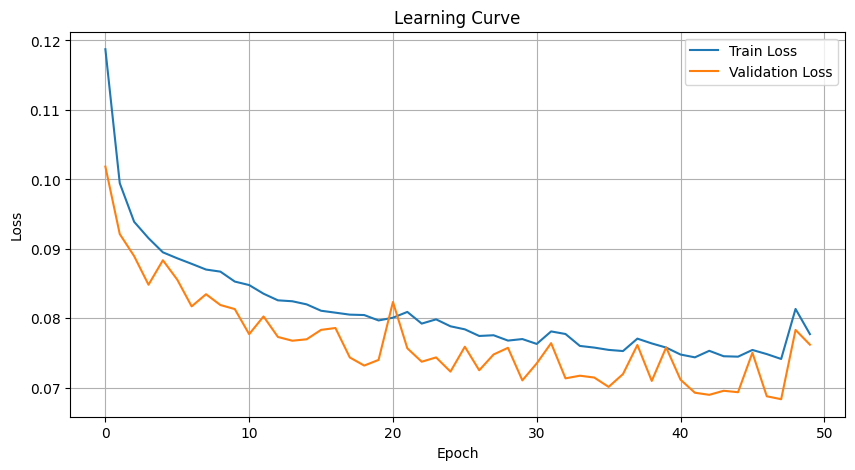 Learning Curve
Train Loss
Validation Loss
0.12
0.11
0.10
0.09
0.08
0.07
Loss
0 10 20 30 40 50
Epoch